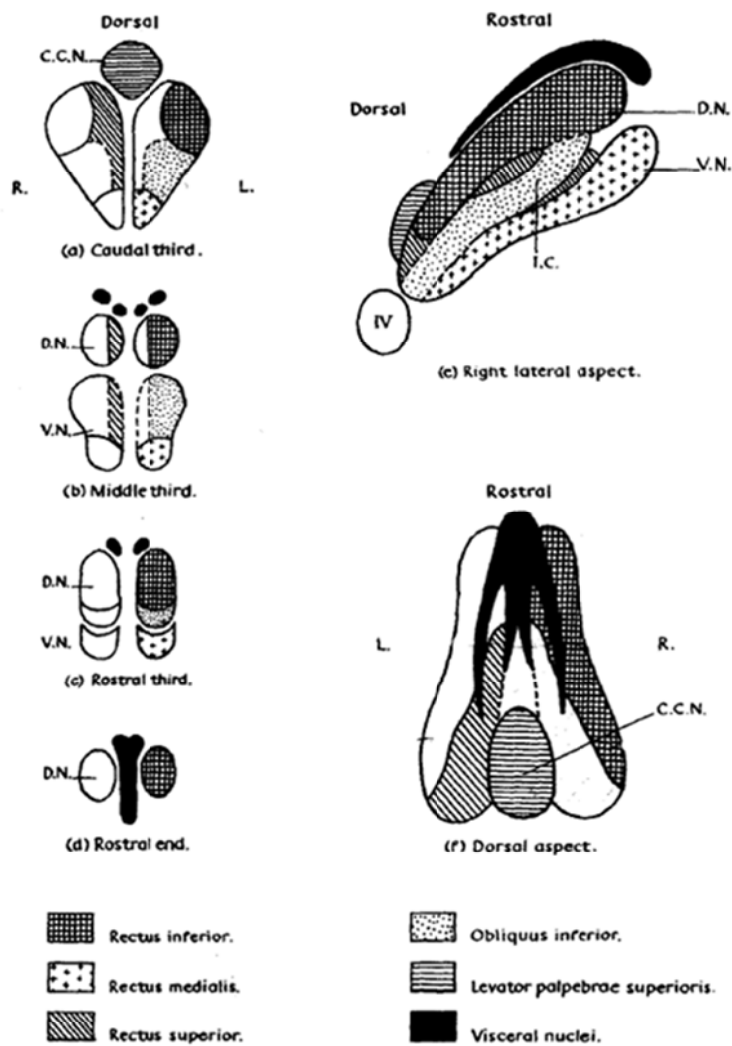 Dorsal
C.C.N.
R.
L.
(a) Caudal third.
D.N.
V.N.
(b) Middle third.
D.N.
V.N.
(c) Rostral third.
D.N.
(d) Rostral end.
Rostral
Dorsal
D.N.
V.N.
I.C.
IV
(e) Right lateral aspect.
Rostral
L.
R.
C.C.N.
(f) Dorsal aspect.
Rectus inferior.
Rectus medialis.
Rectus superior.
Obliquus inferior.
Levator palpebrae superioris.
Visceral nuclei.